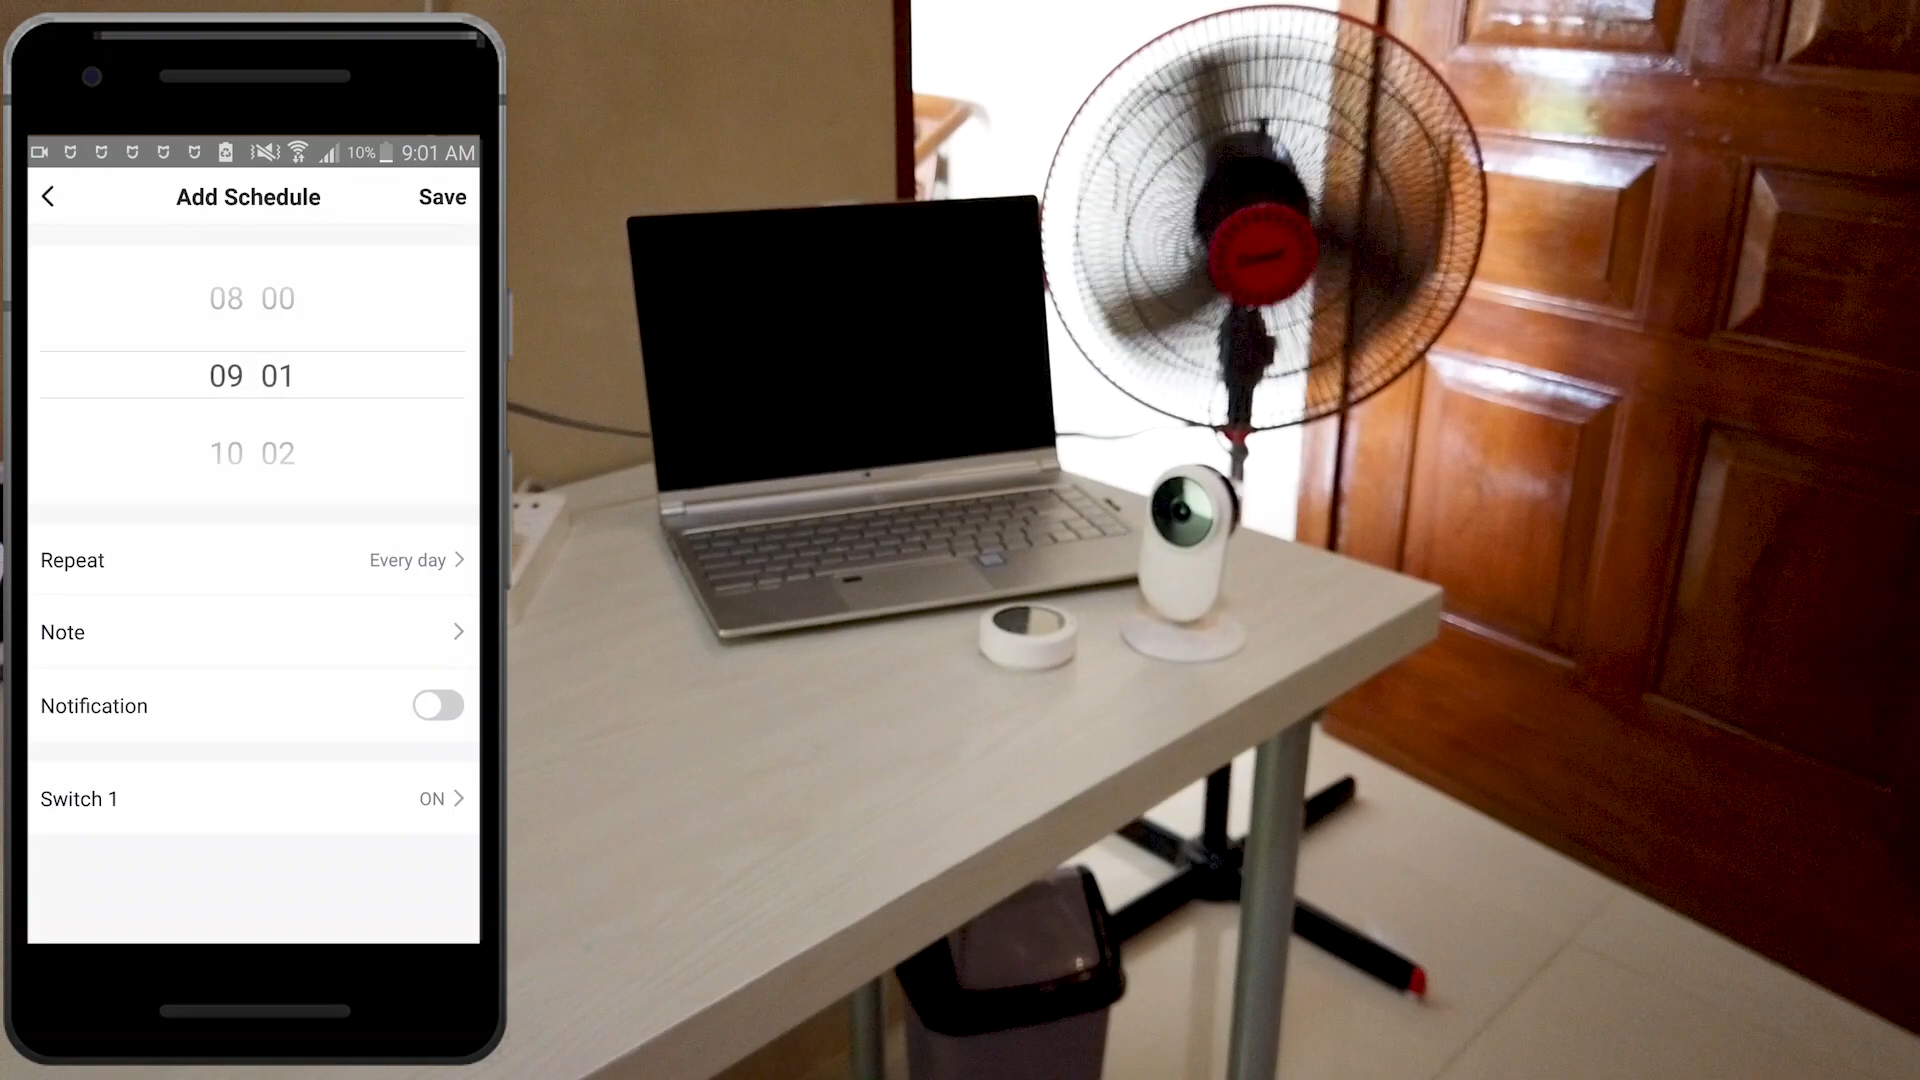 10% 9:01 AM
Add Schedule Save
08 00
09 01
10 02
Repeat Every day
Note
Notification
Switch 1 ON